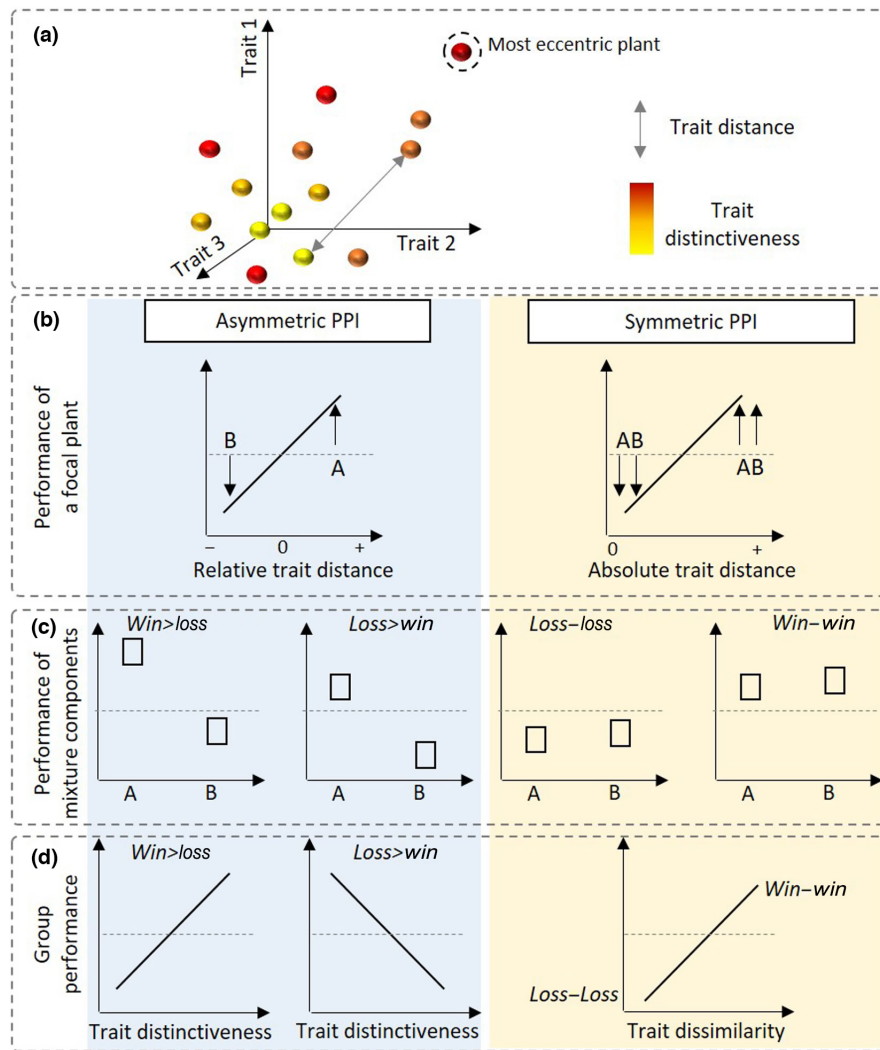 (a)
Trait 1
Most eccentric plant
Trait distance
Trait 2
Trait 3
Trait
distinctiveness
(b)
Asymmetric PPI
Symmetric PPI
Performance of
a focal plant
B
A
AB
AB
– 0 +
0 +
Relative trait distance
Absolute trait distance
(c)
Win>loss
Loss>win
Loss–loss
Win–win
Performance of
mixture components
A B
A B
A B
A B
(d)
Win>loss
Loss>win
Win–win
Loss–Loss
Group
performance
Trait distinctiveness
Trait distinctiveness
Trait dissimilarity